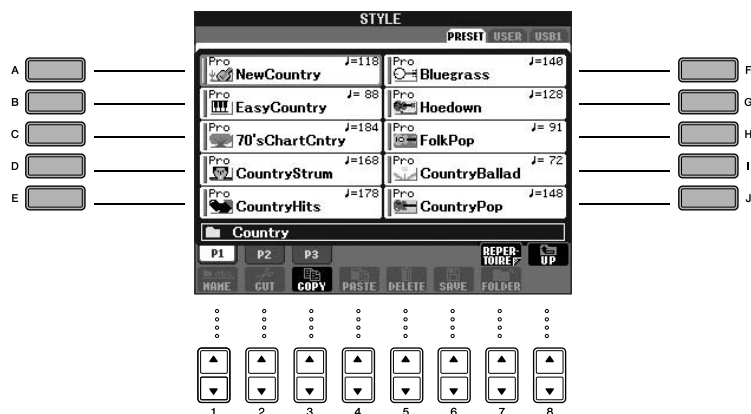 STYLE
PRESET USER USB1
A
Pro ♩=118
NewCountry
Pro ♩=140
Bluegrass
F
B
Pro ♩= 88
EasyCountry
Pro ♩=128
Hoedown
G
C
Pro ♩=184
70'sChartCntry
Pro ♩= 91
FolkPop
H
D
Pro ♩=168
CountryStrum
Pro ♩= 72
CountryBallad
I
E
Pro ♩=178
CountryHits
Pro ♩=148
CountryPop
J
Country
P1 P2 P3 REPER-
TOIRE UP
NAME CUT COPY PASTE DELETE SAVE FOLDER
1 2 3 4 5 6 7 8